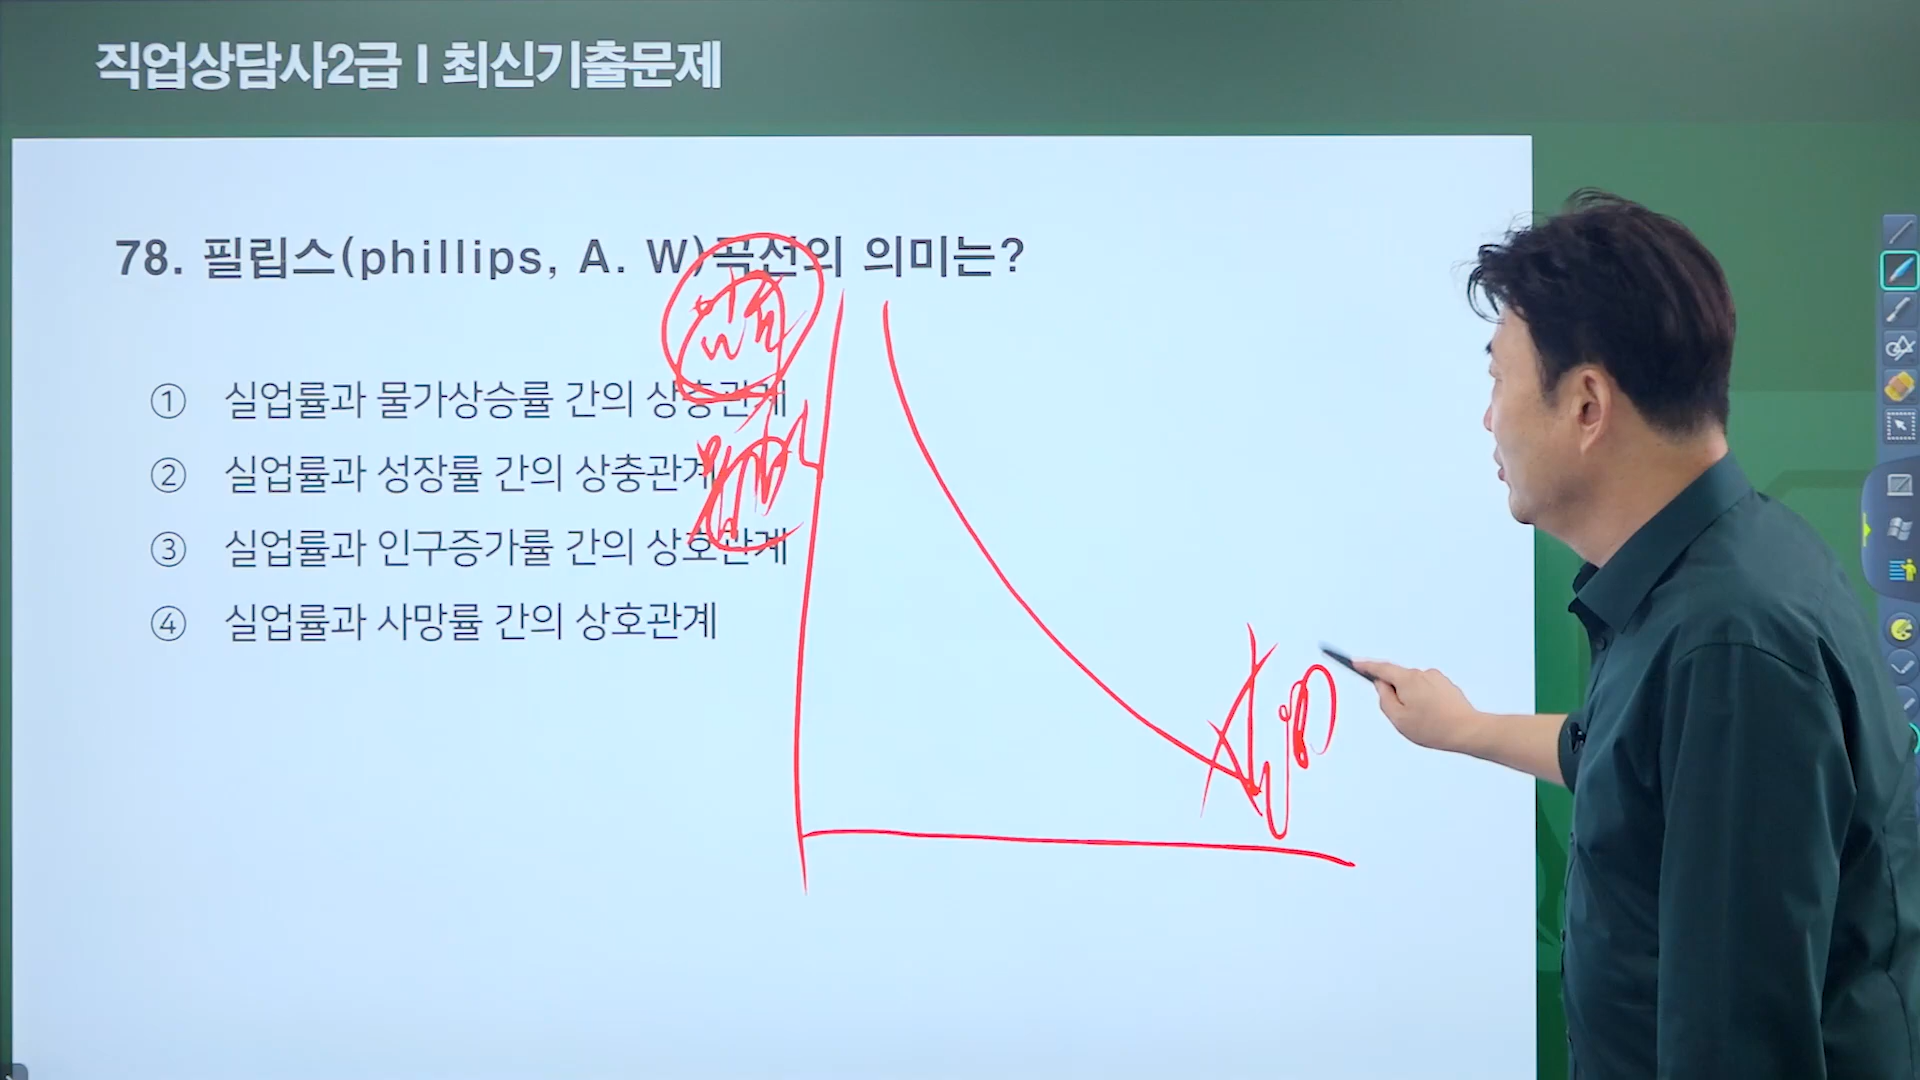 직업상담사2급 I 최신기출문제
78. 필립스(phillips, A. W)곡선의 의미는?
① 실업률과 물가상승률 간의 상충관계
② 실업률과 성장률 간의 상충관계
③ 실업률과 인구증가률 간의 상호관계
④ 실업률과 사망률 간의 상호관계